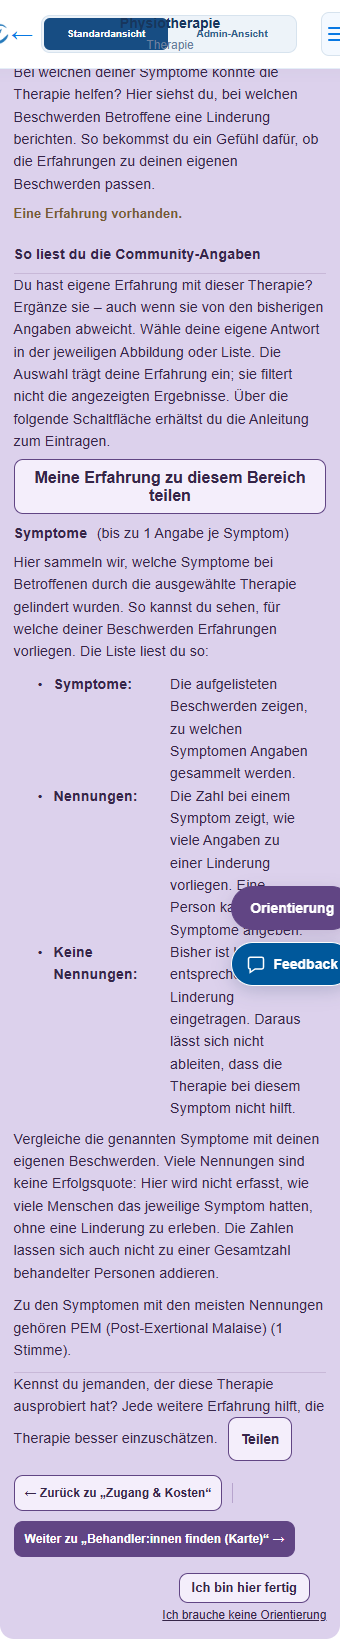 Physiotherapie
Standardansicht
Admin-Ansicht
Therapie
Bei welchen deiner Symptome könnte die
Therapie helfen? Hier siehst du, bei welchen
Beschwerden Betroffene eine Linderung
berichten. So bekommst du ein Gefühl dafür, ob
die Erfahrungen zu deinen eigenen
Beschwerden passen.
Eine Erfahrung vorhanden.
So liest du die Community-Angaben
Du hast eigene Erfahrung mit dieser Therapie?
Ergänze sie – auch wenn sie von den bisherigen
Angaben abweicht. Wähle deine eigene Antwort
in der jeweiligen Abbildung oder Liste. Die
Auswahl trägt deine Erfahrung ein; sie filtert
nicht die angezeigten Ergebnisse. Über die
folgende Schaltfläche erhältst du die Anleitung
zum Eintragen.
Meine Erfahrung zu diesem Bereich
teilen
Symptome (bis zu 1 Angabe je Symptom)
Hier sammeln wir, welche Symptome bei
Betroffenen durch die ausgewählte Therapie
gelindert wurden. So kannst du sehen, für
welche deiner Beschwerden Erfahrungen
vorliegen. Die Liste liest du so:
• Symptome: Die aufgelisteten
Beschwerden zeigen,
zu welchen
Symptomen Angaben
gesammelt werden.
• Nennungen: Die Zahl bei einem
Symptom zeigt, wie
viele Angaben zu
einer Linderung
vorliegen. Eine
Person
Orientierung
Symptome angeben.
• Keine Bisher ist
Nennungen:
Feedback
Linderung
eingetragen. Daraus
lässt sich nicht
ableiten, dass die
Therapie bei diesem
Symptom nicht hilft.
Vergleiche die genannten Symptome mit deinen
eigenen Beschwerden. Viele Nennungen sind
keine Erfolgsquote: Hier wird nicht erfasst, wie
viele Menschen das jeweilige Symptom hatten,
ohne eine Linderung zu erleben. Die Zahlen
lassen sich auch nicht zu einer Gesamtzahl
behandelter Personen addieren.
Zu den Symptomen mit den meisten Nennungen
gehören PEM (Post-Exertional Malaise) (1
Stimme).
Kennst du jemanden, der diese Therapie
ausprobiert hat? Jede weitere Erfahrung hilft, die
Therapie besser einzuschätzen. Teilen
← Zurück zu „Zugang & Kosten“
Weiter zu „Behandler:innen finden (Karte)“ →
Ich bin hier fertig
Ich brauche keine Orientierung